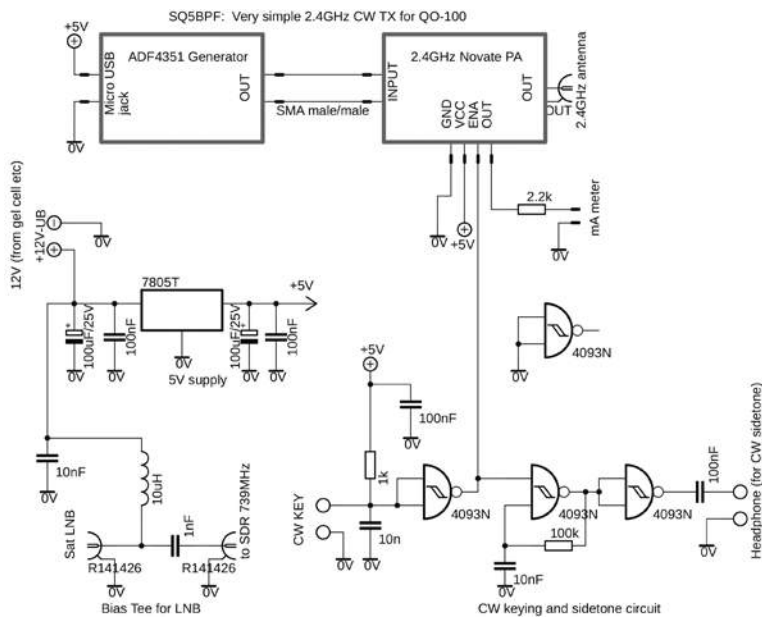 SQ5BPF: Very simple 2.4GHz CW TX for QO-100
+5V
ADF4351 Generator
Micro USB
jack
OUT
0V
SMA male/male
2.4GHz Novate PA
INPUT
OUT
GND
VCC
ENA
OUT
OUT
2.4GHz antenna
0V
+5V
2.2k
mA meter
0V
12V (from gel cell etc)
+12V-UB
0V
7805T
+5V
100uF/25V
100nF
100uF/25V
100nF
0V
0V
0V
0V
0V
5V supply
4093N
0V
+5V
100nF
0V
1k
10nF
0V
10uH
1nF
Sat LNB
to SDR 739MHz
R141426
R141426
0V
0V
Bias Tee for LNB
CW KEY
0V
10n
0V
4093N
4093N
4093N
100k
10nF
0V
100nF
0V
Headphone (for CW sidetone)
CW keying and sidetone circuit